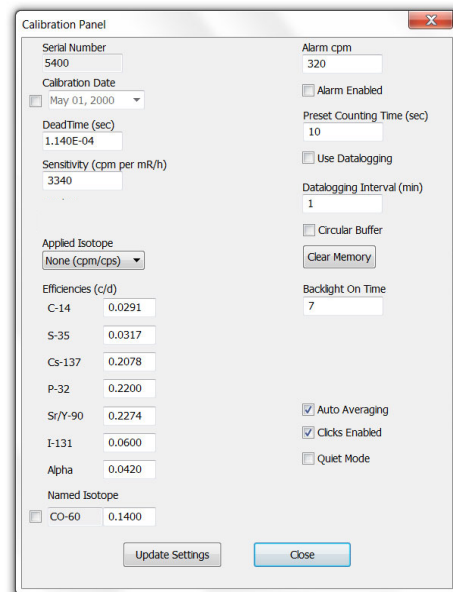 Calibration Panel
Serial Number
5400
Calibration Date
May 01, 2000
DeadTime (sec)
1.140E-04
Sensitivity (cpm per mR/h)
3340
Applied Isotope
None (cpm/cps)
Efficiencies (c/d)
C-14 0.0291
S-35 0.0317
Cs-137 0.2078
P-32 0.2200
Sr/Y-90 0.2274
I-131 0.0600
Alpha 0.0420
Named Isotope
CO-60 0.1400
Alarm cpm
320
Alarm Enabled
Preset Counting Time (sec)
10
Use Datalogging
Datalogging Interval (min)
1
Circular Buffer
Clear Memory
Backlight On Time
7
Auto Averaging
Clicks Enabled
Quiet Mode
Update Settings
Close